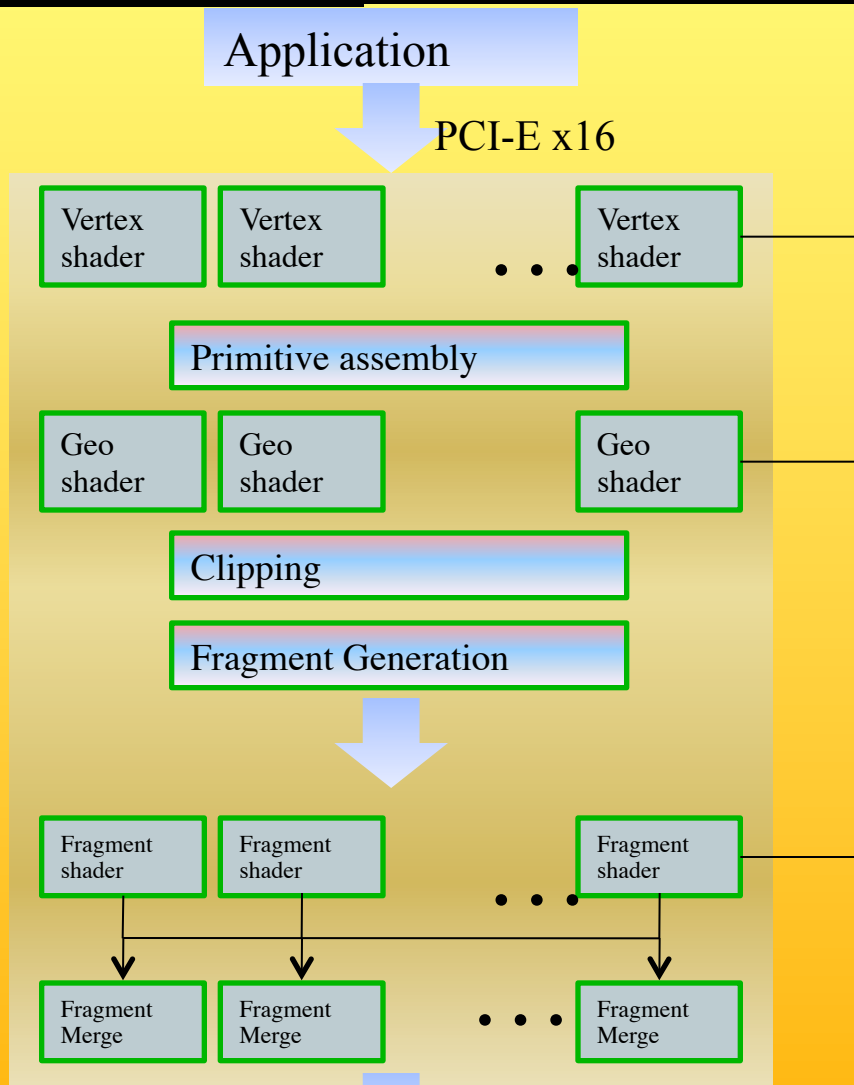 Application
PCI-E x16
Vertex
shader
Vertex
shader
. . .
Vertex
shader
Primitive assembly
Geo
shader
Geo
shader
Geo
shader
Clipping
Fragment Generation
Fragment
shader
Fragment
shader
. . .
Fragment
shader
Fragment
Merge
Fragment
Merge
. . .
Fragment
Merge